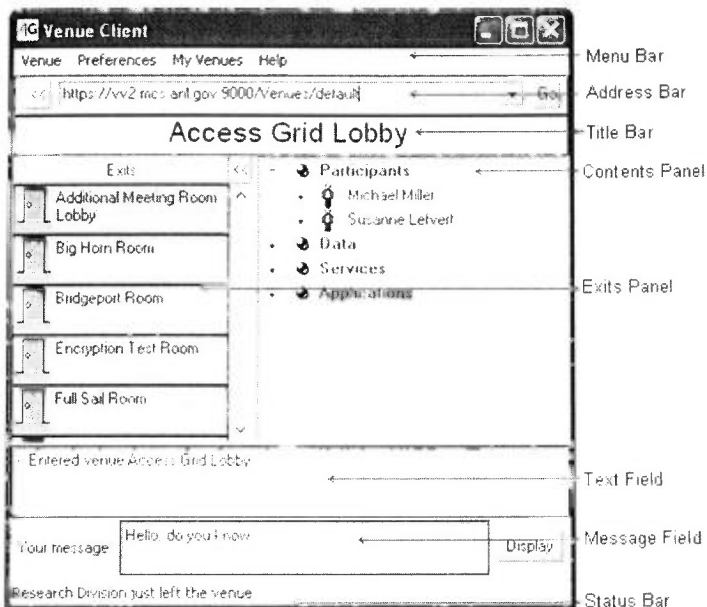 AG Venue Client
Venue Preferences My Venues Help
<< https://vv2.mcs.anl.gov:9000/Venues/default Go
Access Grid Lobby
Exits <<
Additional Meeting Room
Lobby
Big Horn Room
Bridgeport Room
Encryption Test Room
Full Sail Room
Participants
Michael Miller
Susanne Lefvert
Data
Services
Applications
Entered venue Access Grid Lobby
Your message Hello, do you know Display
Research Division just left the venue
Menu Bar
Address Bar
Title Bar
Contents Panel
Exits Panel
Text Field
Message Field
Status Bar